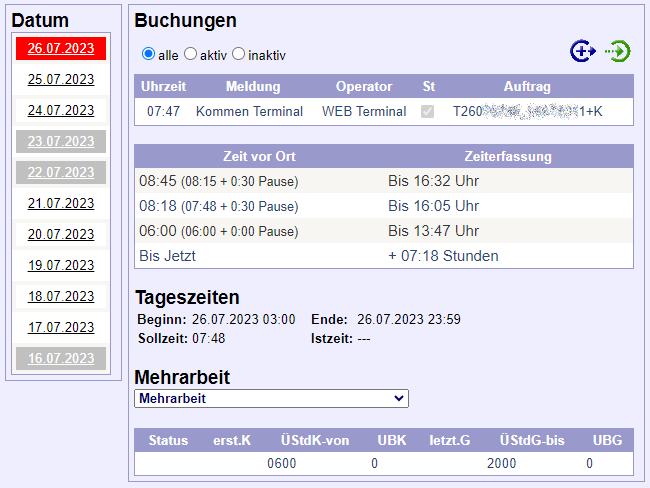 Datum
26.07.2023
25.07.2023
24.07.2023
23.07.2023
22.07.2023
21.07.2023
20.07.2023
19.07.2023
18.07.2023
17.07.2023
16.07.2023
Buchungen
alle aktiv inaktiv
Uhrzeit Meldung Operator St Auftrag
07:47 Kommen Terminal WEB Terminal T260 1+K
Zeit vor Ort Zeiterfassung
08:45 (08:15 + 0:30 Pause) Bis 16:32 Uhr
08:18 (07:48 + 0:30 Pause) Bis 16:05 Uhr
06:00 (06:00 + 0:00 Pause) Bis 13:47 Uhr
Bis Jetzt + 07:18 Stunden
Tageszeiten
Beginn: 26.07.2023 03:00 Ende: 26.07.2023 23:59
Sollzeit: 07:48 Istzeit: ---
Mehrarbeit
Mehrarbeit
Status erst.K ÜStdK-von UBK letzt.G ÜStdG-bis UBG
0600 0 2000 0